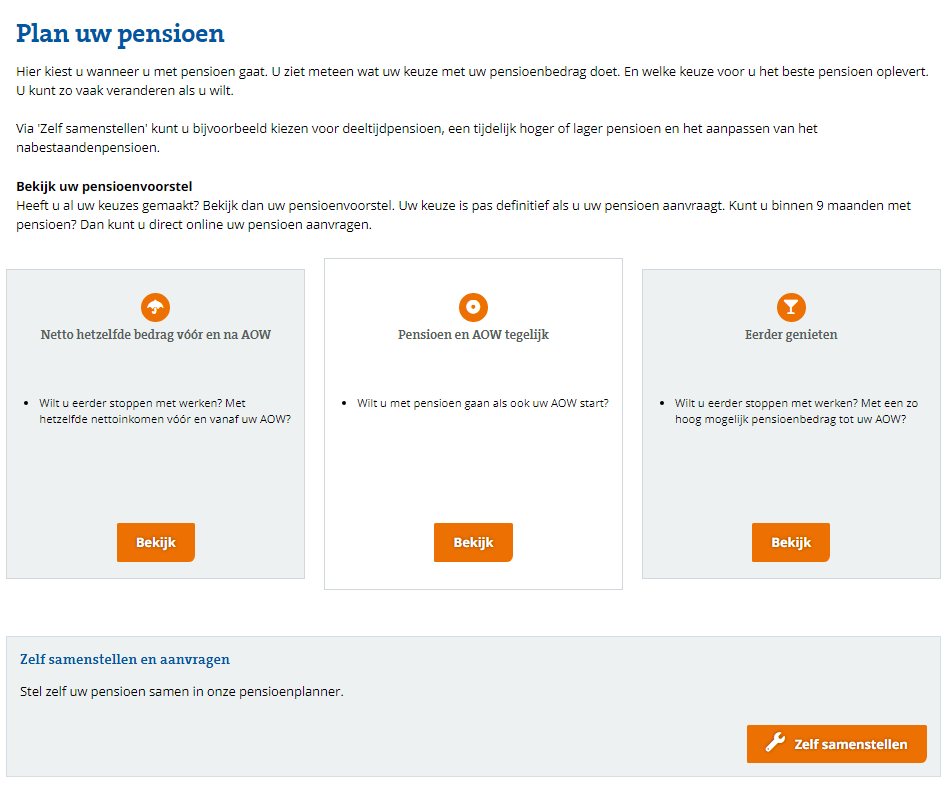 Plan uw pensioen
Hier kiest u wanneer u met pensioen gaat. U ziet meteen wat uw keuze met uw pensioenbedrag doet. En welke keuze voor u het beste pensioen oplevert.
U kunt zo vaak veranderen als u wilt.
Via 'Zelf samenstellen' kunt u bijvoorbeeld kiezen voor deeltijdpensioen, een tijdelijk hoger of lager pensioen en het aanpassen van het
nabestaandenpensioen.
Bekijk uw pensioenvoorstel
Heeft u al uw keuzes gemaakt? Bekijk dan uw pensioenvoorstel. Uw keuze is pas definitief als u uw pensioen aanvraagt. Kunt u binnen 9 maanden met
pensioen? Dan kunt u direct online uw pensioen aanvragen.
Netto hetzelfde bedrag vóór en na AOW
• Wilt u eerder stoppen met werken? Met
hetzelfde nettoinkomen vóór en vanaf uw AOW?
Bekijk
Pensioen en AOW tegelijk
• Wilt u met pensioen gaan als ook uw AOW start?
Bekijk
Eerder genieten
• Wilt u eerder stoppen met werken? Met een zo
hoog mogelijk pensioenbedrag tot uw AOW?
Bekijk
Zelf samenstellen en aanvragen
Stel zelf uw pensioen samen in onze pensioenplanner.
Zelf samenstellen